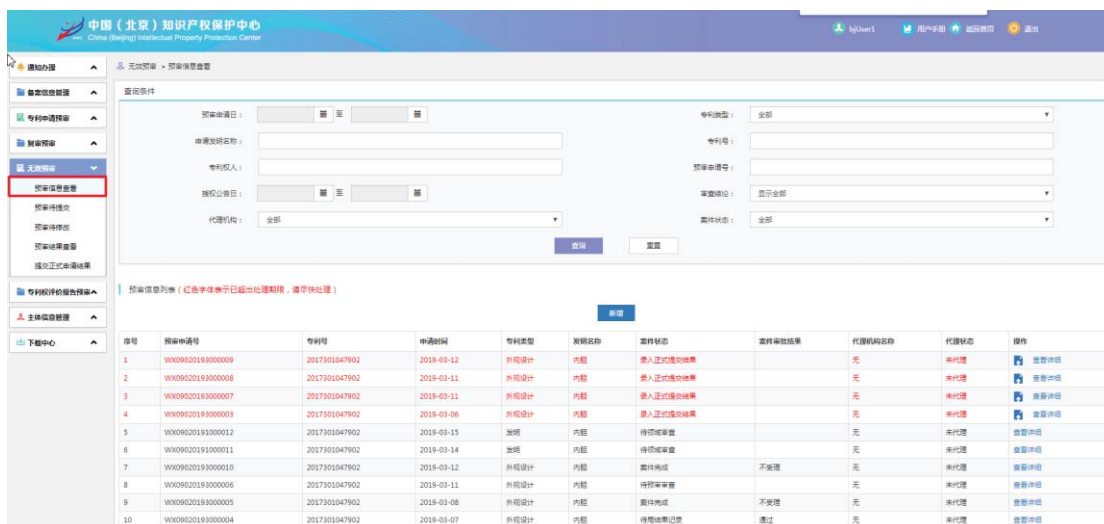 中国（北京）知识产权保护中心
China (Beijing) Intellectual Property Protection Center
bjUser1 用户手册 返回首页 退出
通知办理
备案信息管理
专利申请预审
复审预审
无效预审
预审信息查看
预审待提交
预审待修改
预审结果查看
提交正式申请结果
专利权评价报告预审
主体信息管理
下载中心
无效预审 > 预审信息查看
查询条件
预审申请日： 至 专利类型： 全部
申请发明名称： 专利号：
专利权人： 预审申请号：
授权公告日： 至 审查结论： 显示全部
代理机构： 全部 案件状态： 全部
查询 重置
预审信息列表（红色字体表示已超出处理期限，请尽快处理）
新增
序号 预审申请号 专利号 申请时间 专利类型 发明名称 案件状态 案件审批结果 代理机构名称 代理状态 操作
1 WX09020193000009 2017301047902 2019-03-12 外观设计 内胆 录入正式提交结果 无 未代理 查看详细
2 WX09020193000008 2017301047902 2019-03-11 外观设计 内胆 录入正式提交结果 无 未代理 查看详细
3 WX09020193000007 2017301047902 2019-03-11 外观设计 内胆 录入正式提交结果 无 未代理 查看详细
4 WX09020193000003 2017301047902 2019-03-06 外观设计 内胆 录入正式提交结果 无 未代理 查看详细
5 WX09020191000012 2017301047902 2019-03-15 发明 内胆 待领域审查 无 未代理 查看详细
6 WX09020191000011 2017301047902 2019-03-14 发明 内胆 待领域审查 无 未代理 查看详细
7 WX09020193000010 2017301047902 2019-03-12 外观设计 内胆 案件完成 不受理 无 未代理 查看详细
8 WX09020193000006 2017301047902 2019-03-11 外观设计 内胆 待预审审查 无 未代理 查看详细
9 WX09020193000005 2017301047902 2019-03-08 外观设计 内胆 案件完成 不受理 无 未代理 查看详细
10 WX09020193000004 2017301047902 2019-03-07 外观设计 内胆 待局结果记录 通过 无 未代理 查看详细